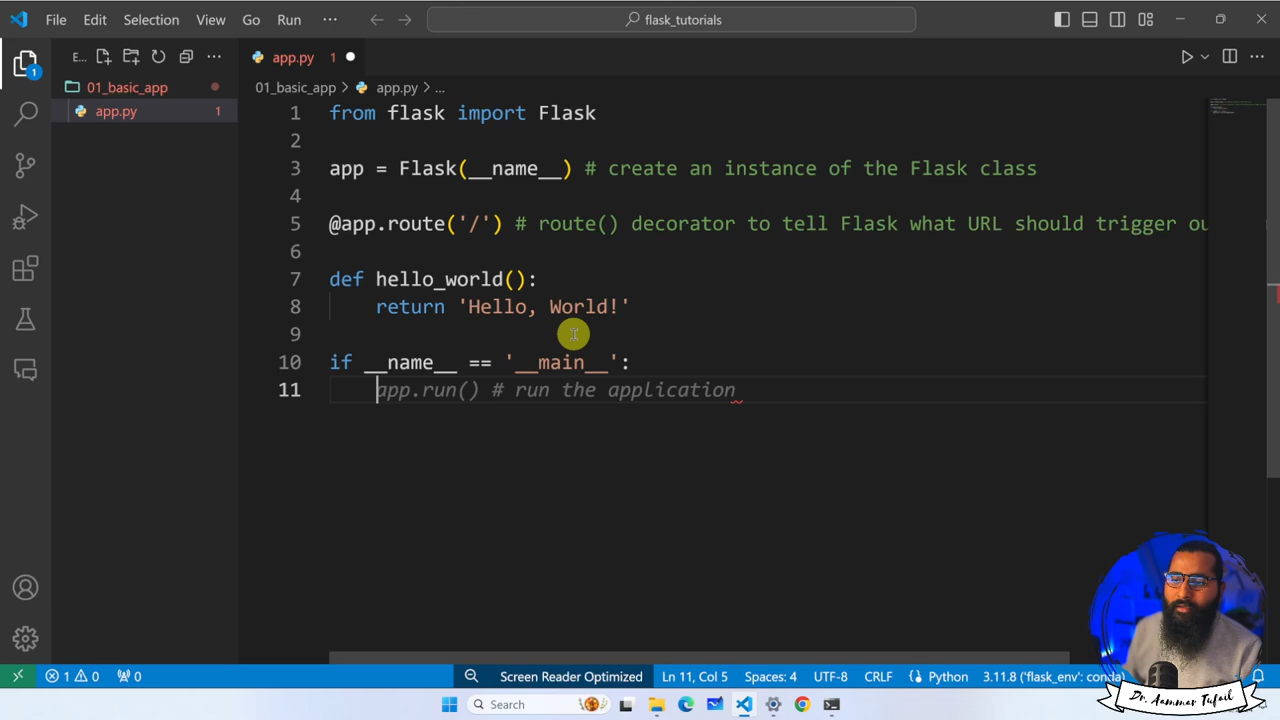 File Edit Selection View Go Run ··· flask_tutorials
1
E...
01_basic_app
app.py 1
app.py 1
01_basic_app > app.py > ...
1 from flask import Flask
2
3 app = Flask(__name__) # create an instance of the Flask class
4
5 @app.route('/') # route() decorator to tell Flask what URL should trigger ou
6
7 def hello_world():
8 return 'Hello, World!'
9
10 if __name__ == '__main__':
11 app.run() # run the application
1 0 0 Screen Reader Optimized Ln 11, Col 5 Spaces: 4 UTF-8 CRLF Python 3.11.8 ('flask_env': conda)
Search
Dr. Aammar Tufail